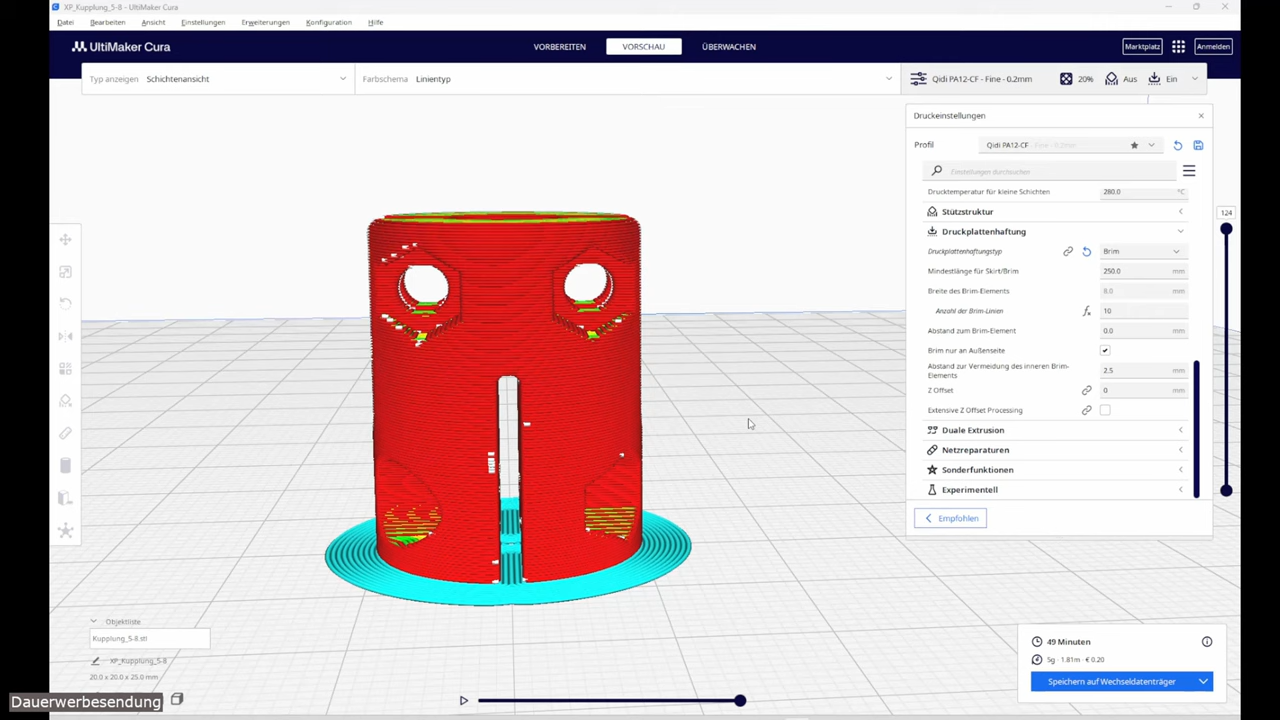 XP_Kupplung_5-8 - UltiMaker Cura
Datei Bearbeiten Ansicht Einstellungen Erweiterungen Konfiguration Hilfe
UltiMaker Cura
VORBEREITEN VORSCHAU ÜBERWACHEN
Marktplatz Anmelden
Typ anzeigen Schichtenansicht
Farbschema Linientyp
Qidi PA12-CF - Fine - 0.2mm 20% Aus Ein
Druckeinstellungen
Profil Qidi PA12-CF - Fine - 0.2mm
Einstellungen durchsuchen
Drucktemperatur für kleine Schichten 280.0 °C
Stützstruktur
Druckplattenhaftung
Druckplattenhaftungstyp Brim
Mindestlänge für Skirt/Brim 250.0 mm
Breite des Brim-Elements 8.0 mm
Anzahl der Brim-Linien 10
Abstand zum Brim-Element 0.0 mm
Brim nur an Außenseite
Abstand zur Vermeidung des inneren Brim-
Elements 2.5 mm
Z Offset 0 mm
Extensive Z Offset Processing
Duale Extrusion
Netzreparaturen
Sonderfunktionen
Experimentell
Empfohlen
124
Objektliste
Kupplung_5-8.stl
XP_Kupplung_5-8
20.0 x 20.0 x 25.0 mm
49 Minuten
5g · 1.81m · € 0.20
Speichern auf Wechseldatenträger
Dauerwerbesendung